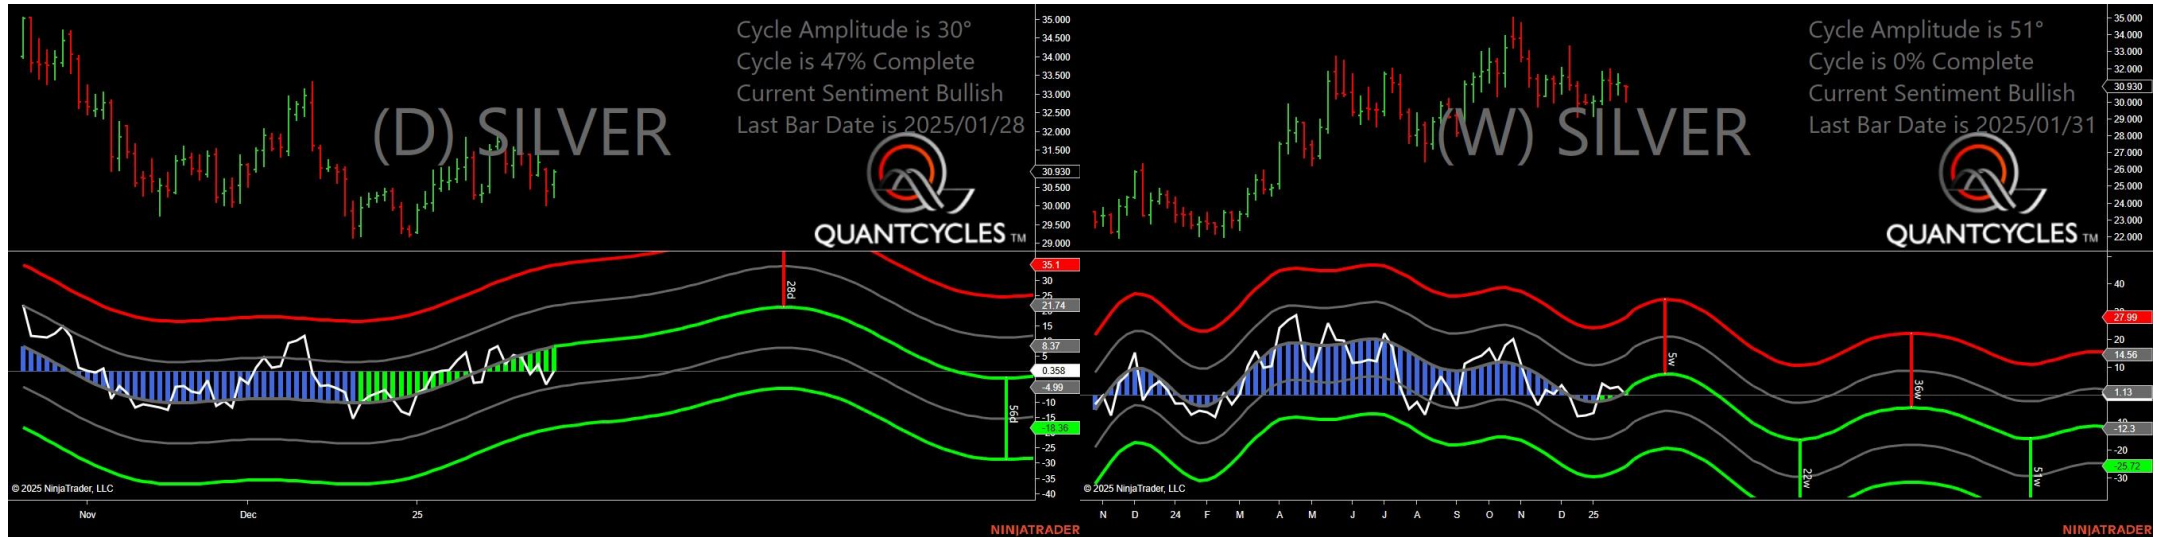 Cycle Amplitude is 30°
Cycle is 47% Complete
Current Sentiment Bullish
Last Bar Date is 2025/01/28
(D) SILVER
QUANTCYCLES TM
35.000
34.500
34.000
33.500
33.000
32.500
32.000
31.500
30.930
30.500
30.000
29.500
29.000
35.1
30
25
21.74
15
8.37
5
0.358
-4.99
-10
-15
-18.36
-25
-30
-35
-40
28d
56d
© 2025 NinjaTrader, LLC
Nov
Dec
25
NINJATRADER
Cycle Amplitude is 51°
Cycle is 0% Complete
Current Sentiment Bullish
Last Bar Date is 2025/01/31
(W) SILVER
QUANTCYCLES TM
35.000
34.000
33.000
32.000
30.930
30.000
29.000
28.000
27.000
26.000
25.000
24.000
23.000
22.000
40
27.99
20
14.56
10
1.13
-12.3
-20
-25.72
-30
5w
36w
22w
51w
© 2025 NinjaTrader, LLC
N D 24 F M A M J J A S O N D 25
NINJATRADER